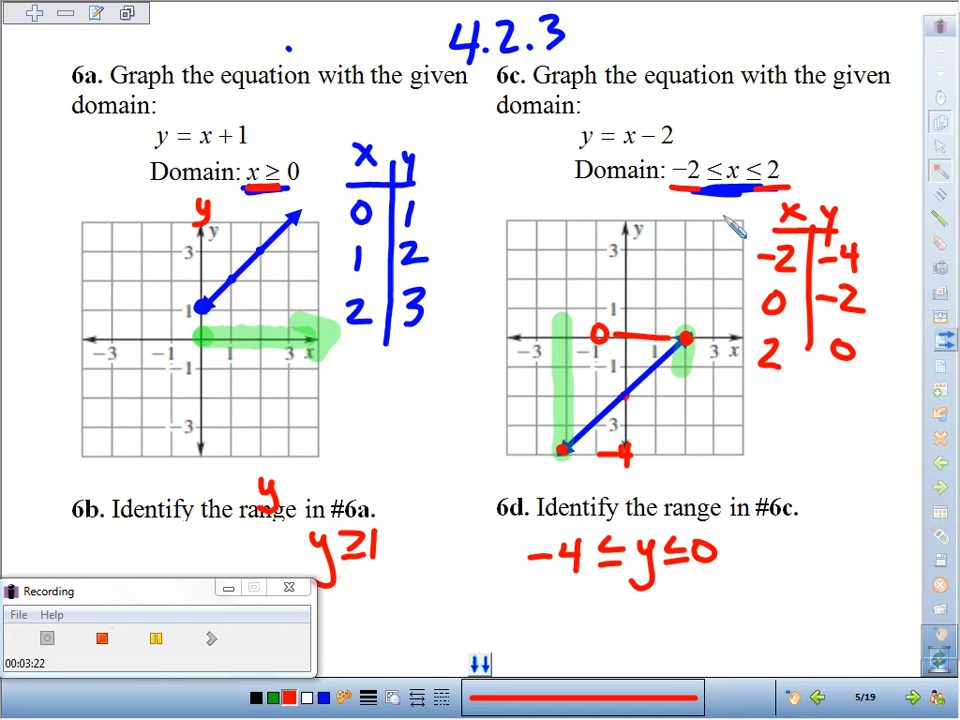 4.2.3
6a. Graph the equation with the given
domain:
y = x + 1
Domain: x ≥ 0
x y
0 1
1 2
2 3
y
y
3
1
-3 -1 1 3 x
-1
-3
6b. Identify the range in #6a.
y
y ≥ 1
6c. Graph the equation with the given
domain:
y = x − 2
Domain: −2 ≤ x ≤ 2
x y
-2 -4
0 -2
2 0
y
3
1
0
-3 -1 1 3 x
-1
-3
-4
6d. Identify the range in #6c.
-4 ≤ y ≤ 0
Recording
File Help
00:03:22
5/19